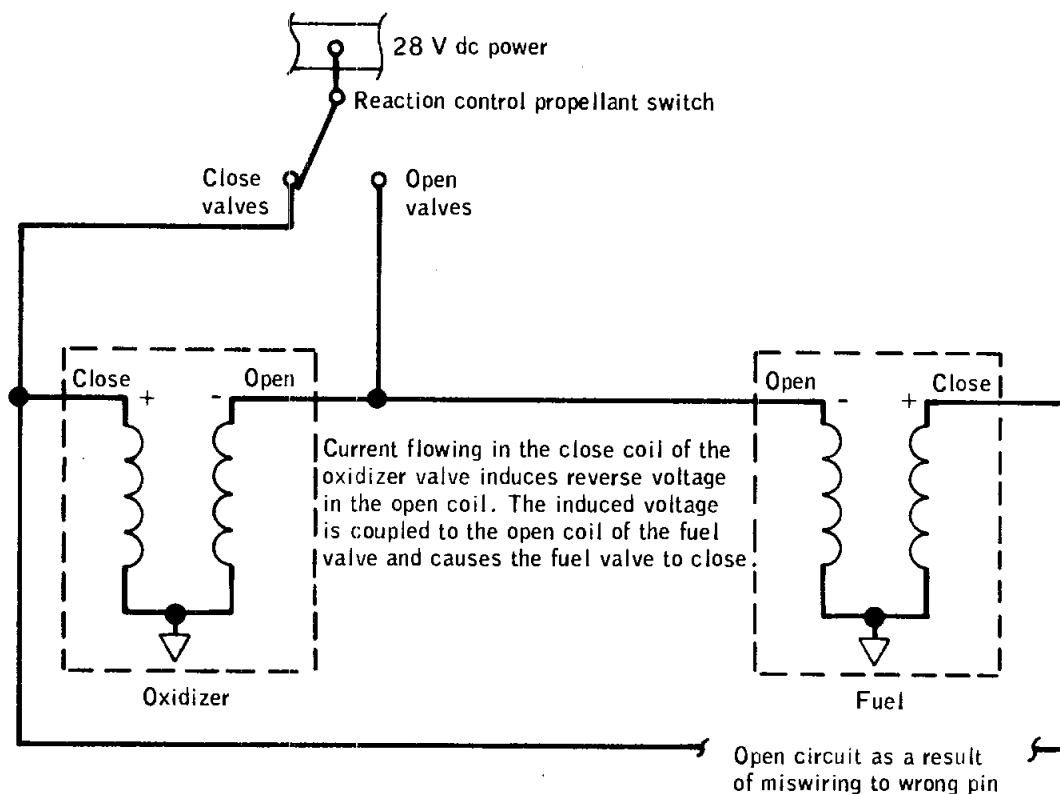 28 V dc power
Reaction control propellant switch
Close
valves
Open
valves
Close + - Open
Open - + Close
Current flowing in the close coil of the
oxidizer valve induces reverse voltage
in the open coil. The induced voltage
is coupled to the open coil of the fuel
valve and causes the fuel valve to close.
Oxidizer
Fuel
Open circuit as a result
of miswiring to wrong pin